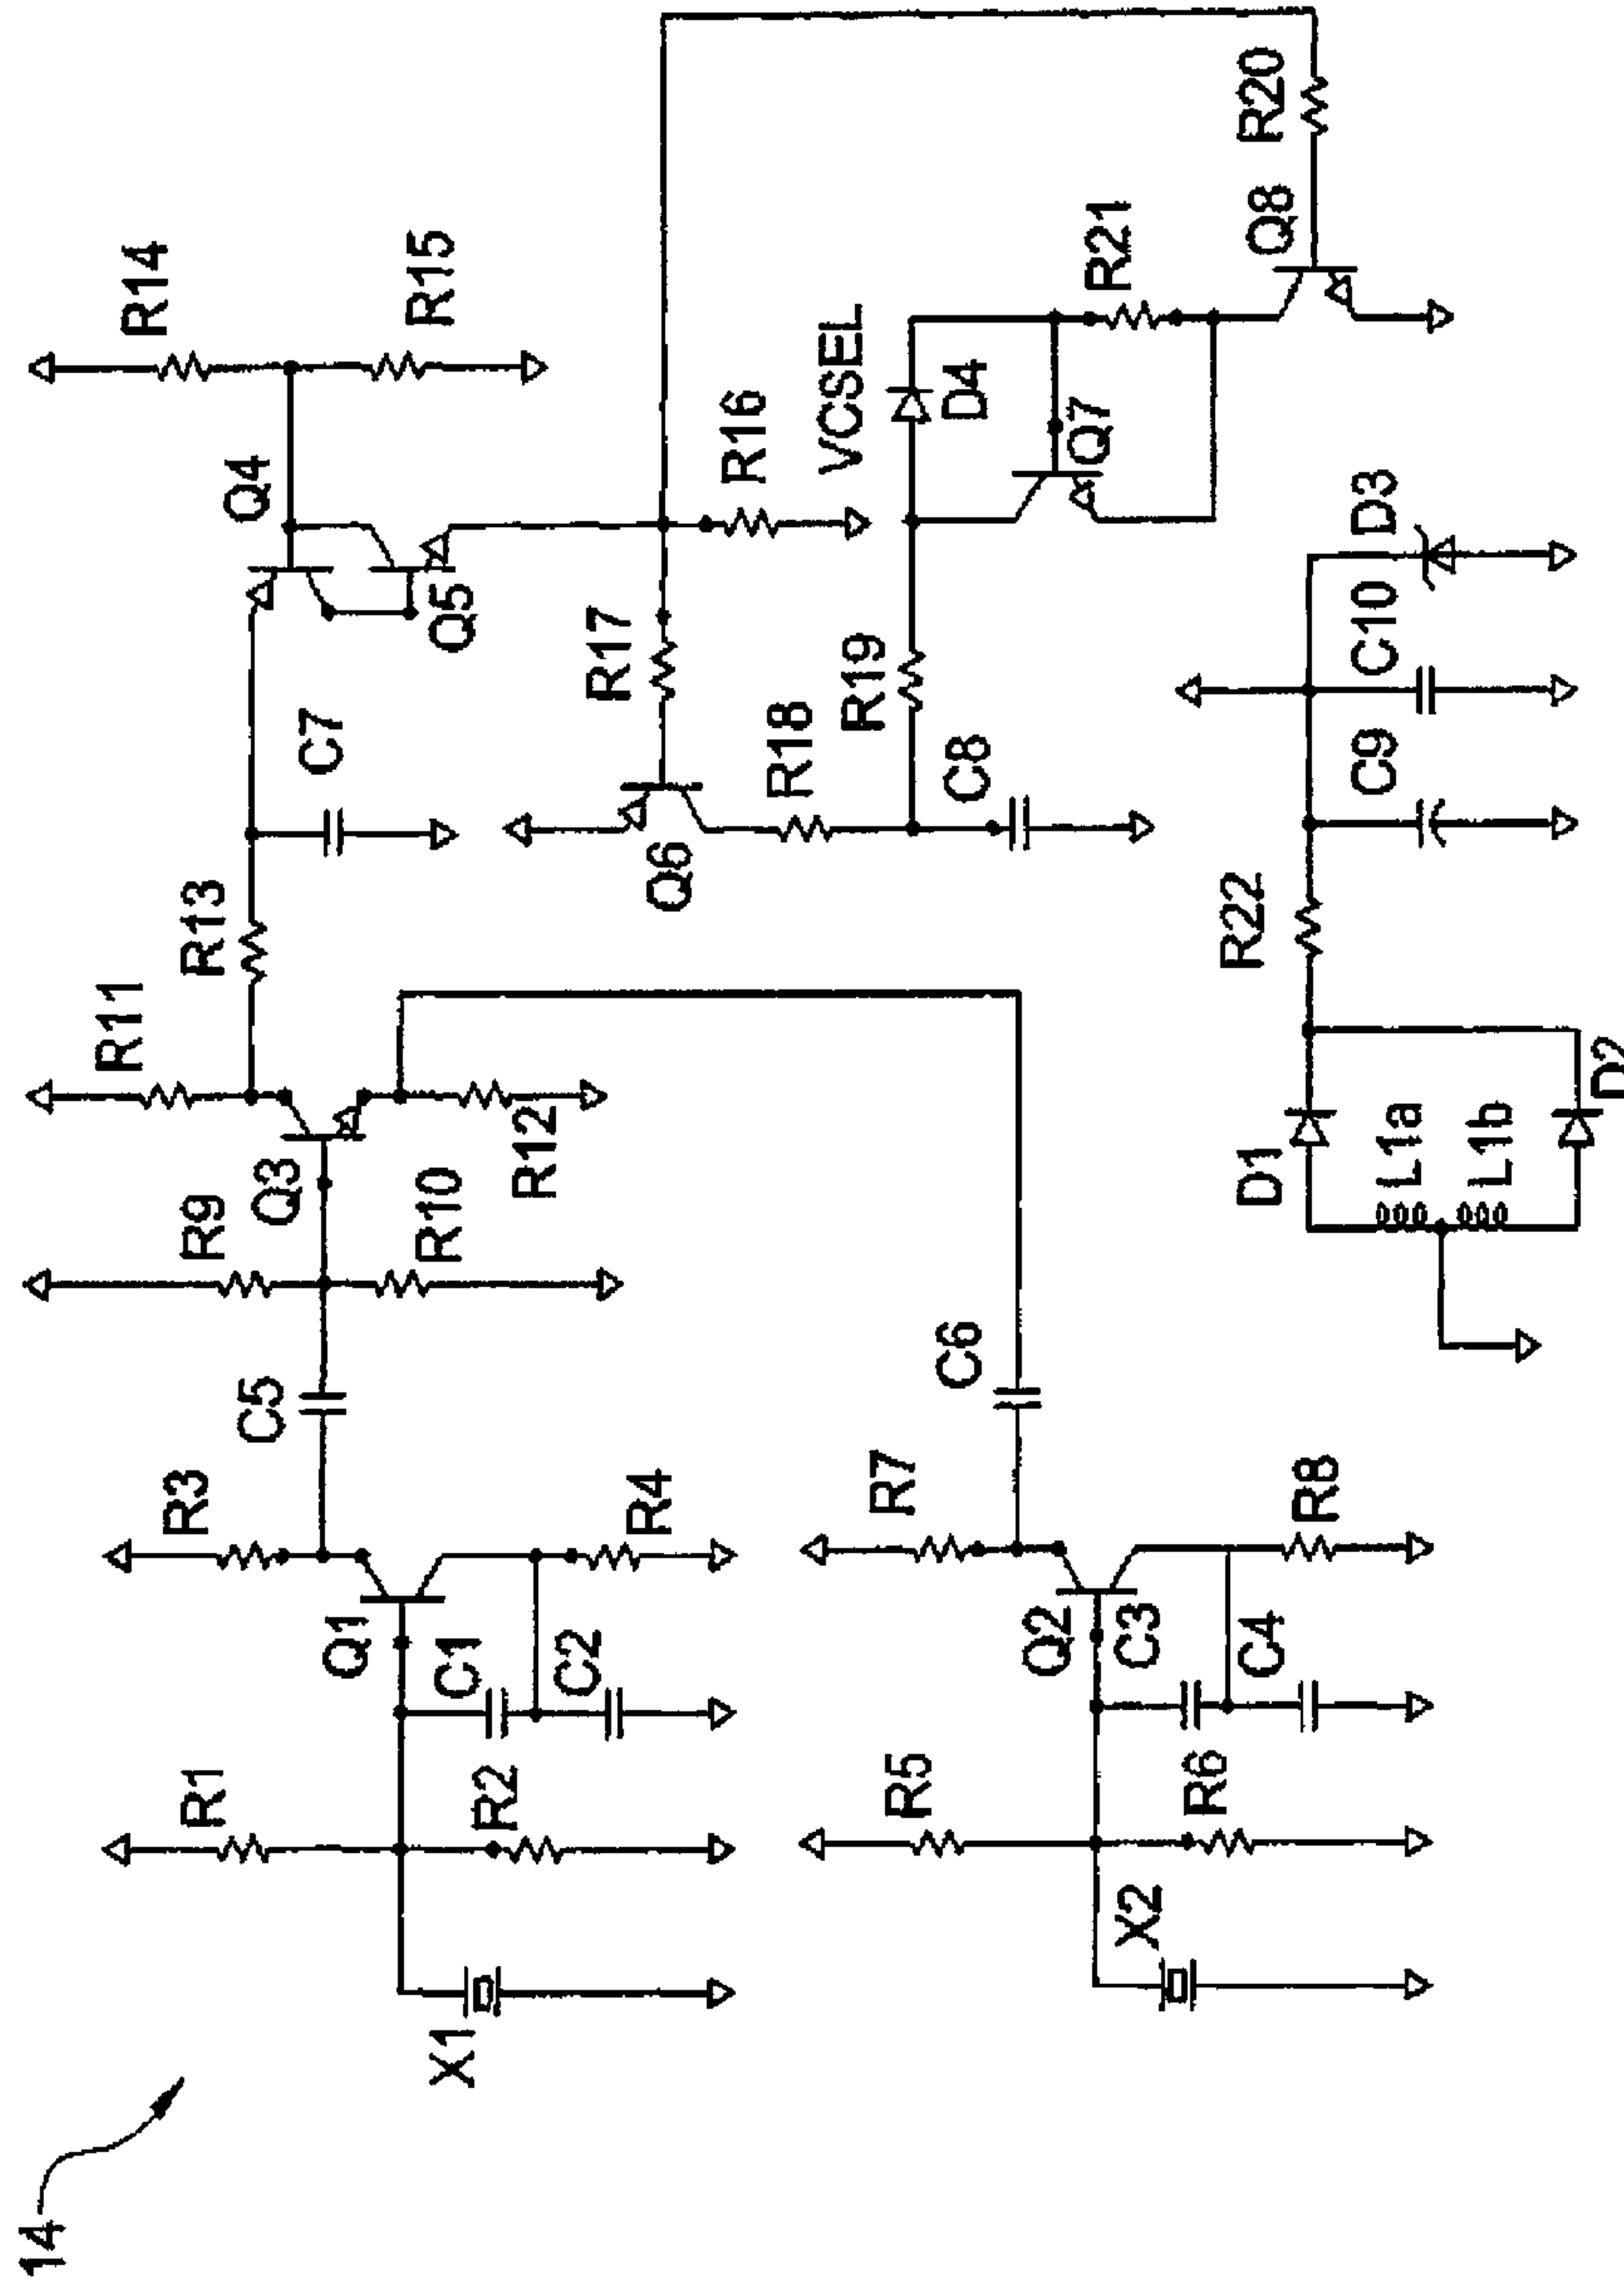 14
X1
R1
R2
C1
C2
Q1
R3
R4
C5
R9
R10
Q3
R11
R12
R13
C7
Q4
Q5
R14
R15
R16
R17
Q6
R18
R19
C8
VCSEL
D4
Q7
R21
Q8
R20
X2
R5
R6
C3
C4
Q2
R7
R8
C6
D1
L1a
L1b
D2
R22
C9
C10
D3